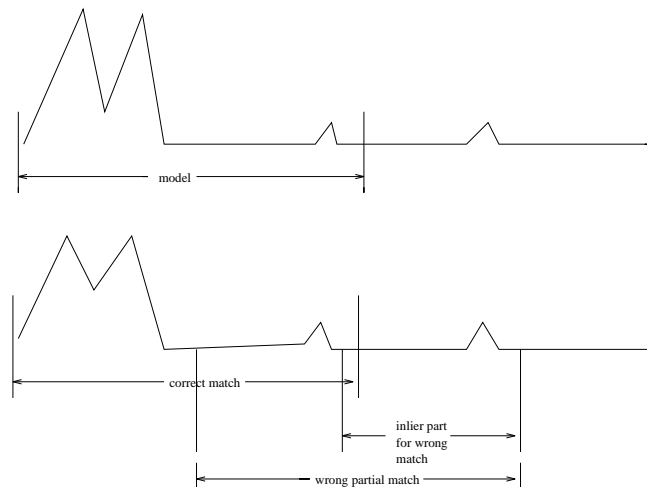 model
correct match
inlier part
for wrong
match
wrong partial match